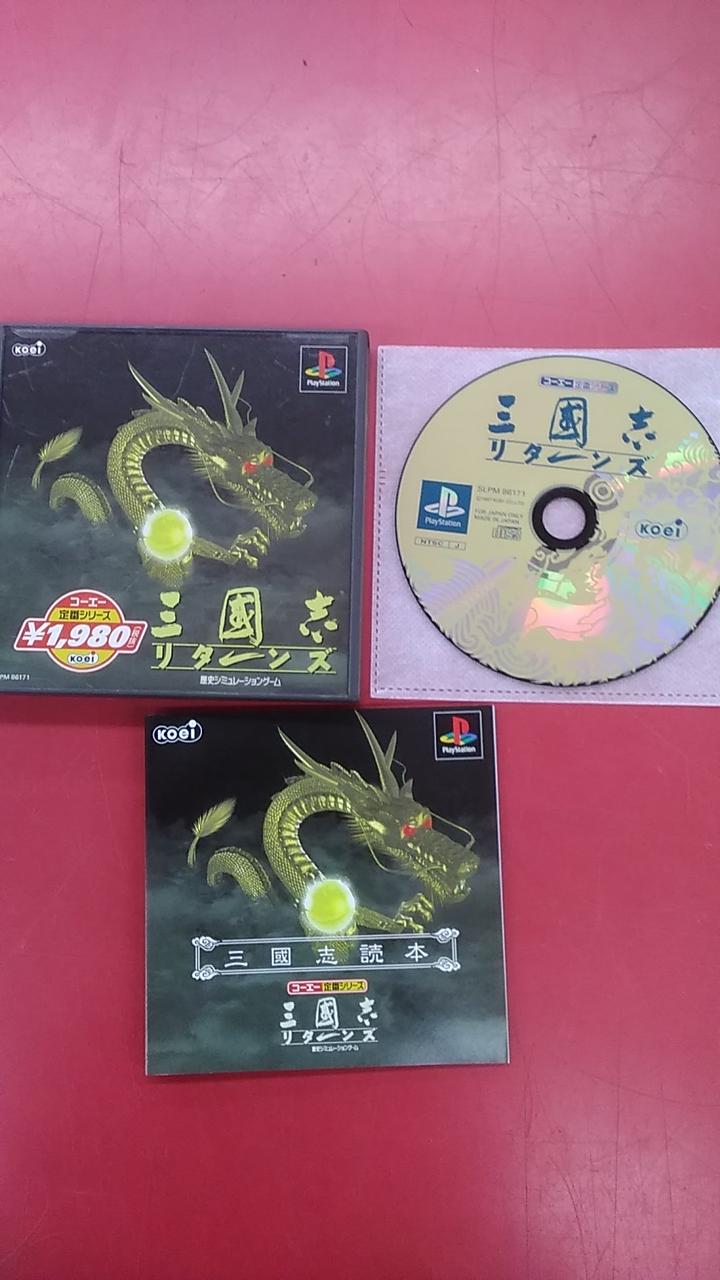 KOEI
PlayStation
コーエー
定番シリーズ
¥1,980
KOEI
三國志
リターンズ
歴史シミュレーションゲーム
PM 86171
コーエー定番シリーズ
三國志
リターンズ
SLPM 86171
PlayStation
FOR JAPAN ONLY
MADE IN JAPAN
NTSC J
KOEI
KOEI
PlayStation
三國志読本
コーエー定番シリーズ
三國志
リターンズ
歴史シミュレーションゲーム